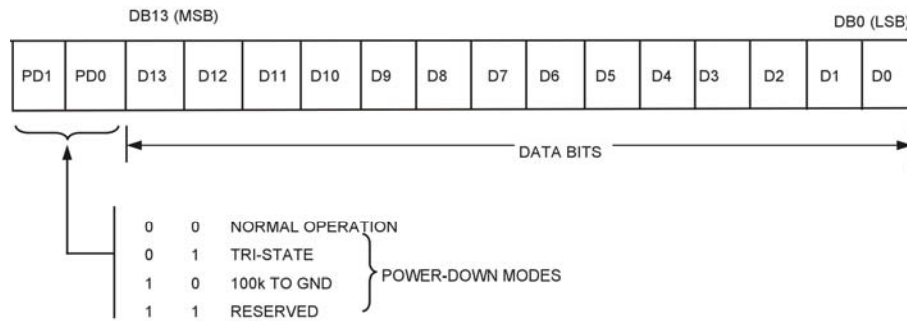 DB13 (MSB)
DB0 (LSB)
PD1 PD0 D13 D12 D11 D10 D9 D8 D7 D6 D5 D4 D3 D2 D1 D0
DATA BITS
0 0 NORMAL OPERATION
0 1 TRI-STATE
1 0 100k TO GND
1 1 RESERVED
POWER-DOWN MODES